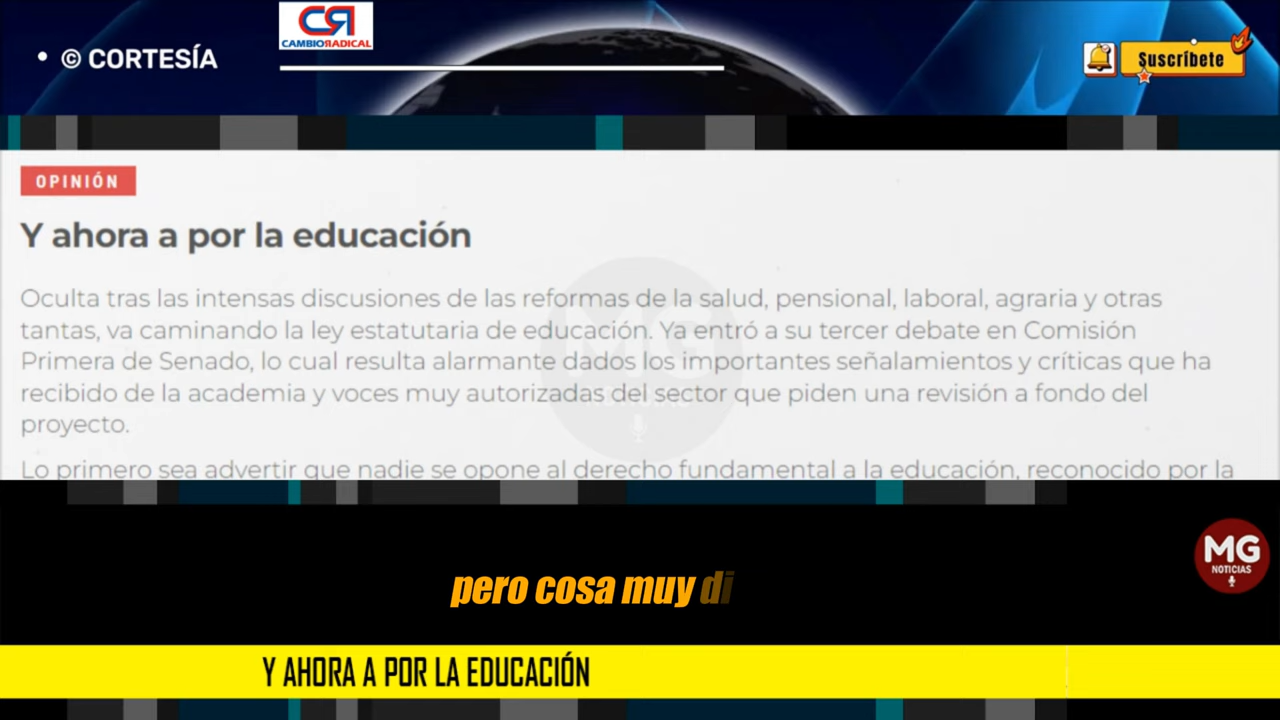 • © CORTESÍA
CR
CAMBIO RADICAL
Suscríbete
OPINIÓN
Y ahora a por la educación
Oculta tras las intensas discusiones de las reformas de la salud, pensional, laboral, agraria y otras
tantas, va caminando la ley estatutaria de educación. Ya entró a su tercer debate en Comisión
Primera de Senado, lo cual resulta alarmante dados los importantes señalamientos y críticas que ha
recibido de la academia y voces muy autorizadas del sector que piden una revisión a fondo del
proyecto.
Lo primero sea advertir que nadie se opone al derecho fundamental a la educación, reconocido por la
MG
NOTICIAS
pero cosa muy di
Y AHORA A POR LA EDUCACIÓN